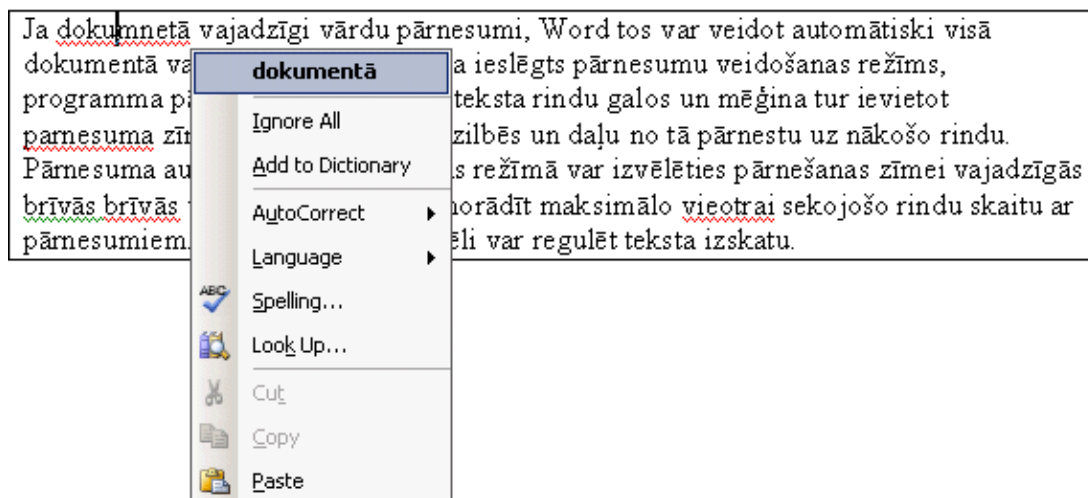 Ja dokumnetā vajadzīgi vārdu pārnesumi, Word tos var veidot automātiski visā
dokumentā va a ieslēgts pārnesumu veidošanas režīms,
programma pā teksta rindu galos un mēģina tur ievietot
parnesuma zī zilbēs un daļu no tā pārnestu uz nākošo rindu.
Pārnesuma au s režīmā var izvēlēties pārnešanas zīmei vajadzīgās
brīvās brīvās norādīt maksimālo vieotrai sekojošo rindu skaitu ar
pārnesumiem. ēli var regulēt teksta izskatu.
dokumentā
Ignore All
Add to Dictionary
AutoCorrect
Language
Spelling...
Look Up...
Cut
Copy
Paste